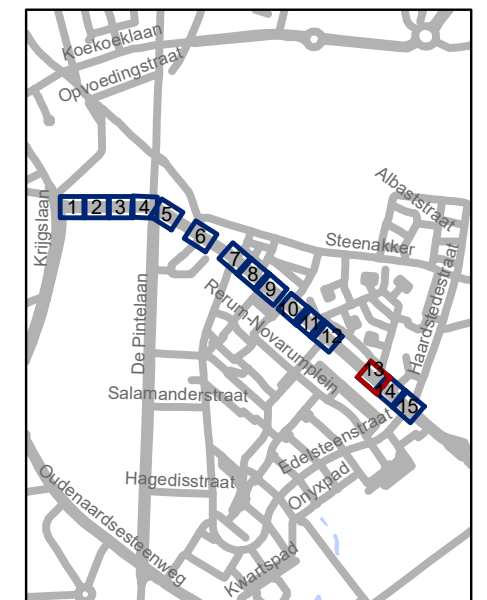 Koekoeklaan
Opvoedingstraat
Albaststraat
Krijgslaan
1 2 3 4 5
6
Steenakker
7
8
9
10
11
12
De Pintelaan
Rerum-Novarumplein
Haardstedestraat
13
14
15
Salamanderstraat
Edelsteenstraat
Hagedisstraat
Onyxpad
Oudenaardsesteenweg
Kwartspad